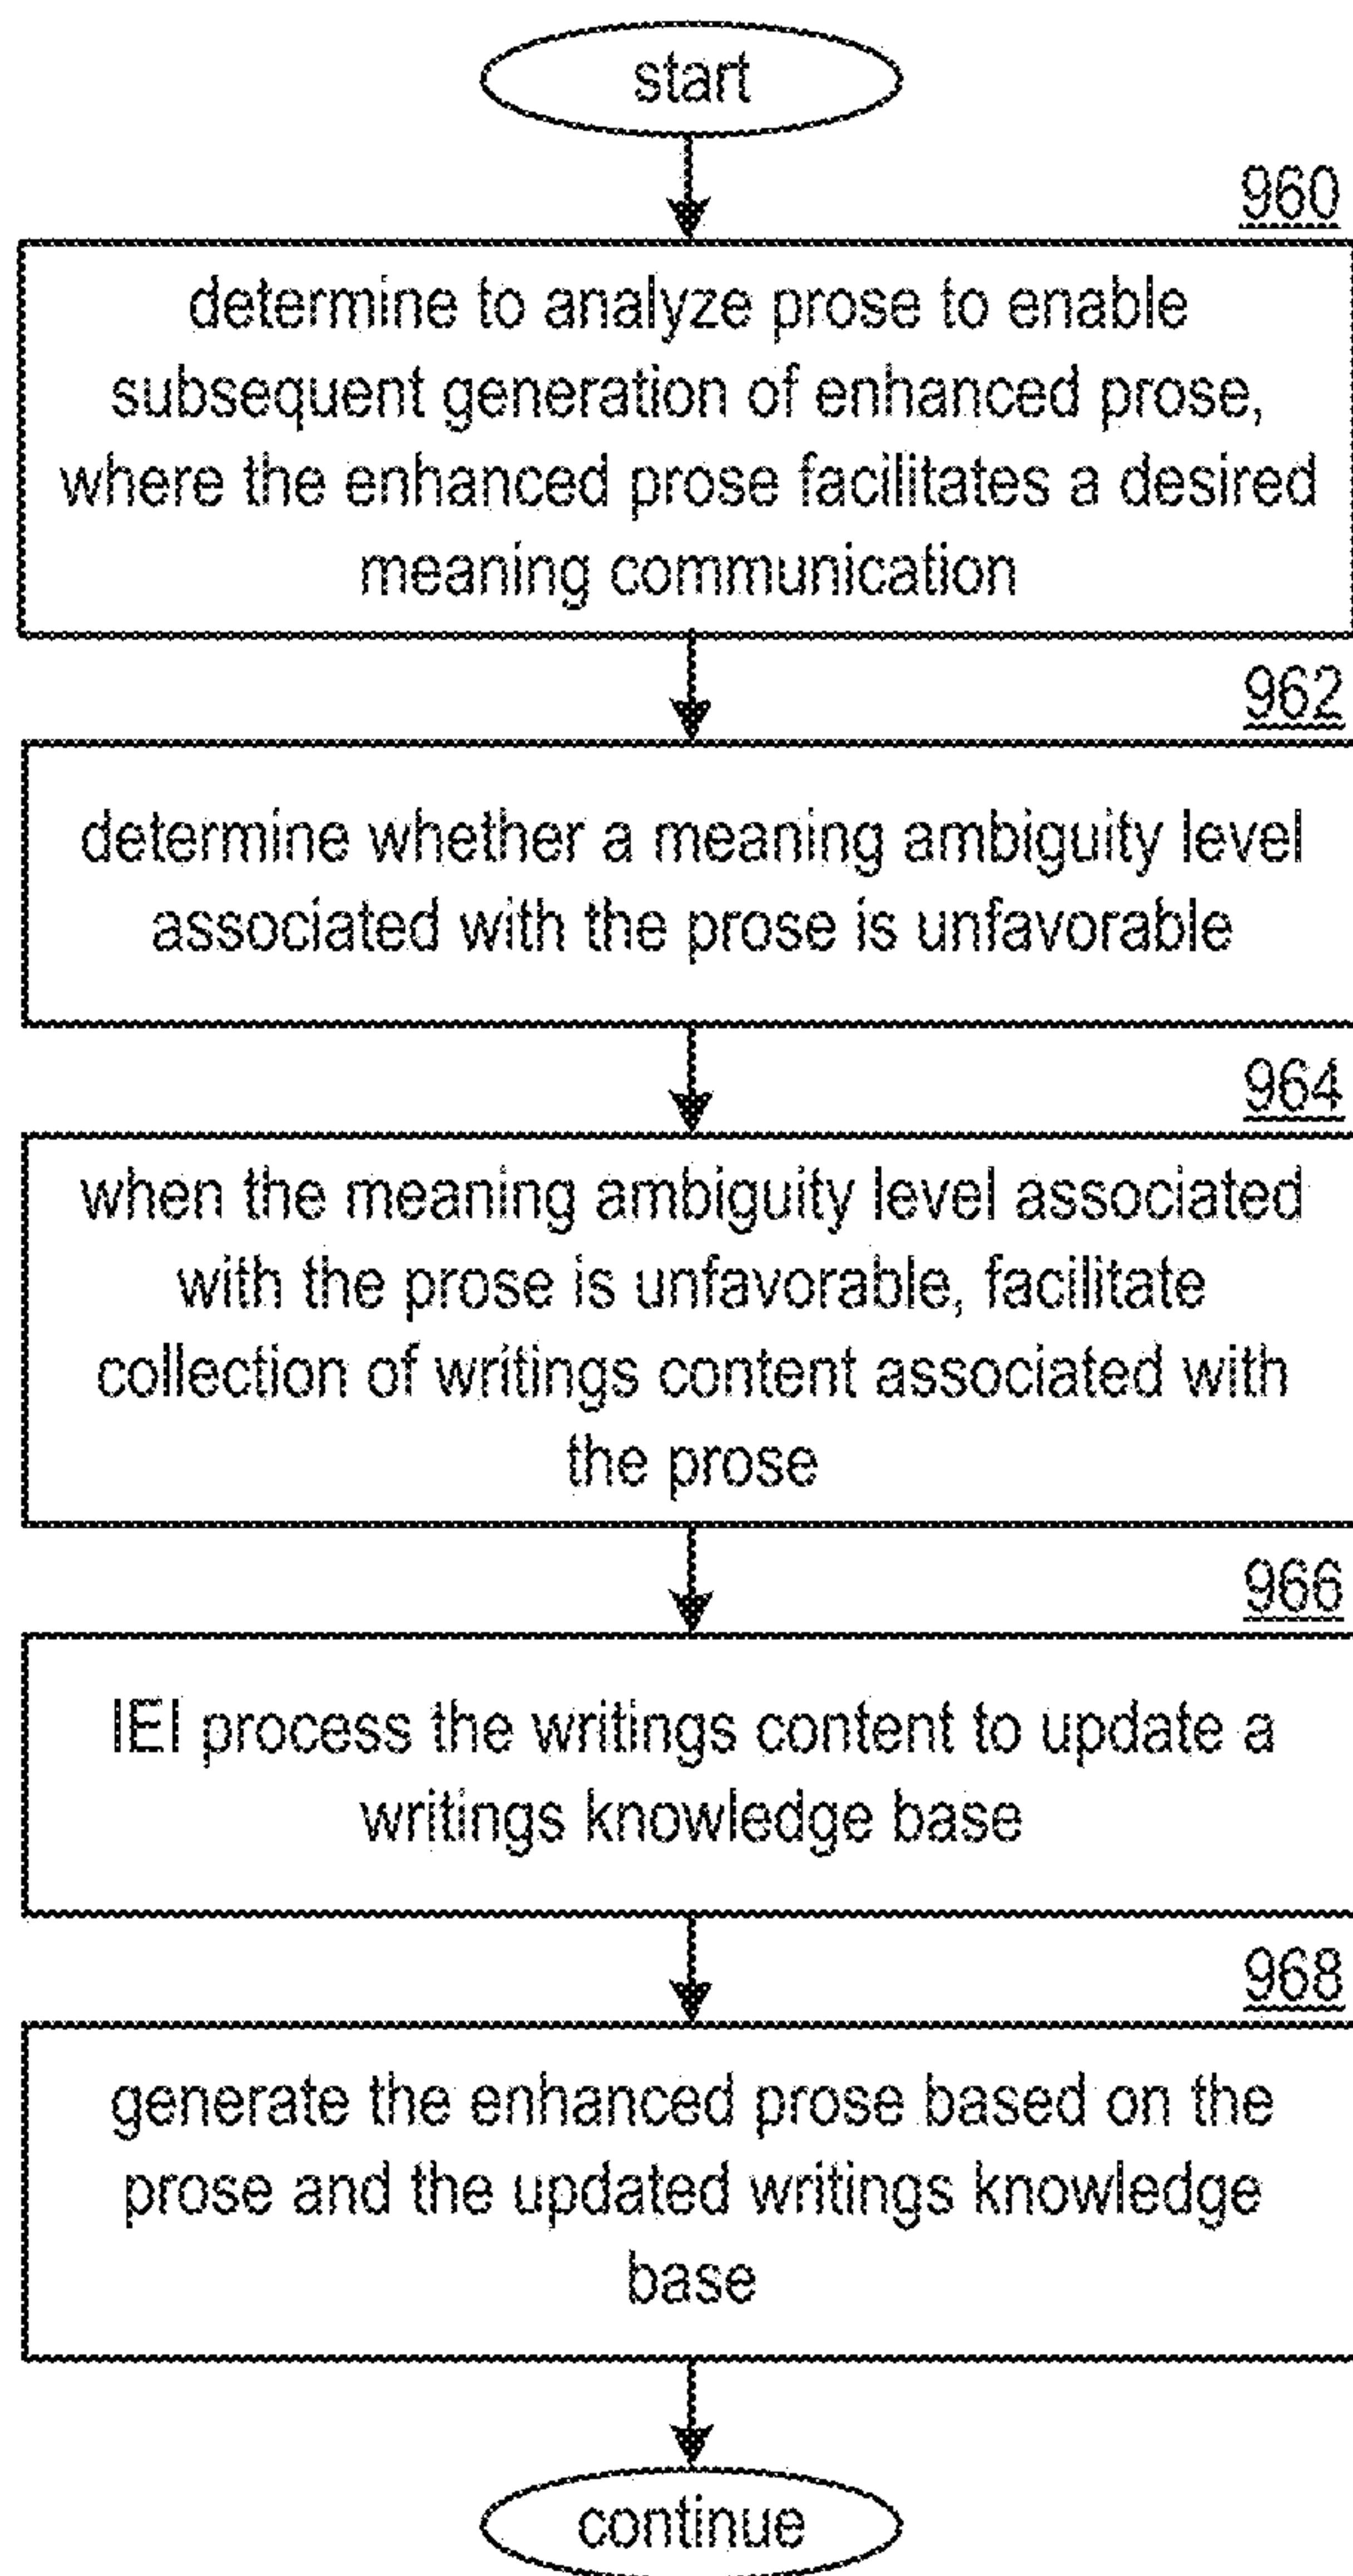 start
960
determine to analyze prose to enable
subsequent generation of enhanced prose,
where the enhanced prose facilitates a desired
meaning communication
962
determine whether a meaning ambiguity level
associated with the prose is unfavorable
964
when the meaning ambiguity level associated
with the prose is unfavorable, facilitate
collection of writings content associated with
the prose
966
IEI process the writings content to update a
writings knowledge base
968
generate the enhanced prose based on the
prose and the updated writings knowledge
base
continue